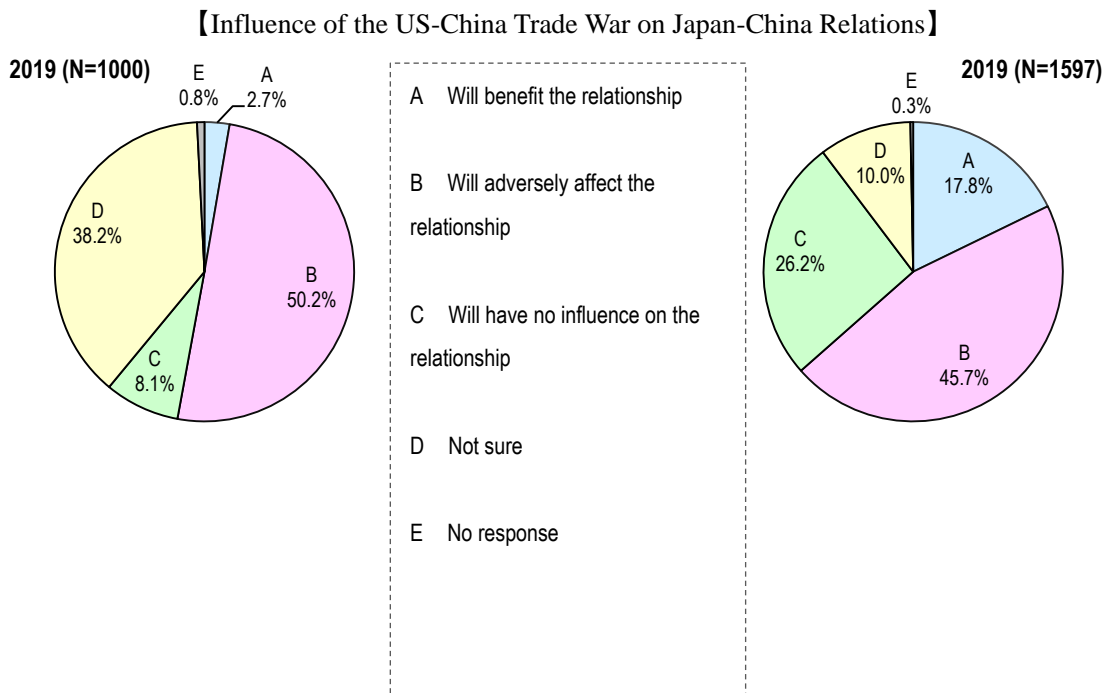 【Influence of the US-China Trade War on Japan-China Relations】
2019 (N=1000)
E
0.8%
A
2.7%
D
38.2%
B
50.2%
C
8.1%
A Will benefit the relationship
B Will adversely affect the
relationship
C Will have no influence on the
relationship
D Not sure
E No response
2019 (N=1597)
E
0.3%
D
10.0%
A
17.8%
C
26.2%
B
45.7%